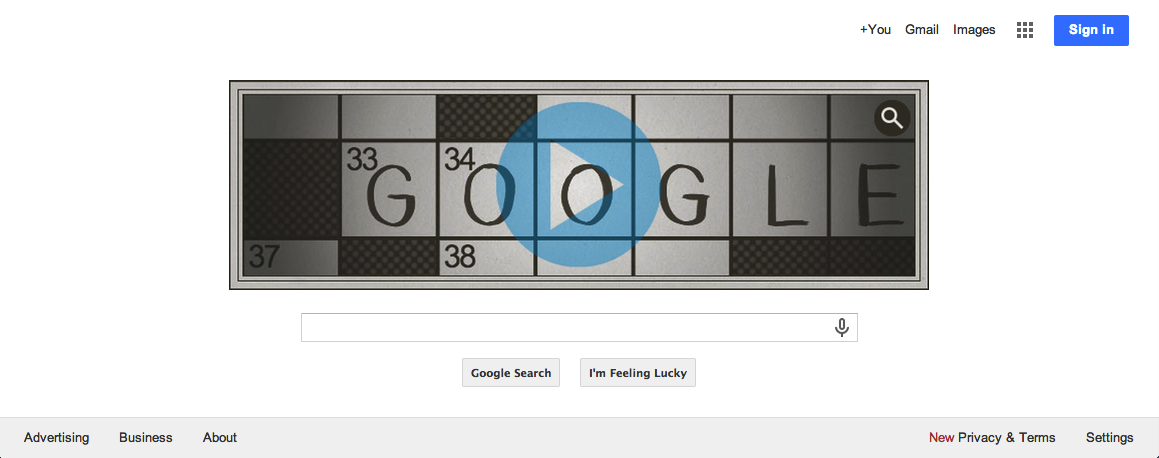 +You Gmail Images Sign in
33 34
GOOGLE
37 38
Google Search I'm Feeling Lucky
Advertising Business About New Privacy & Terms Settings